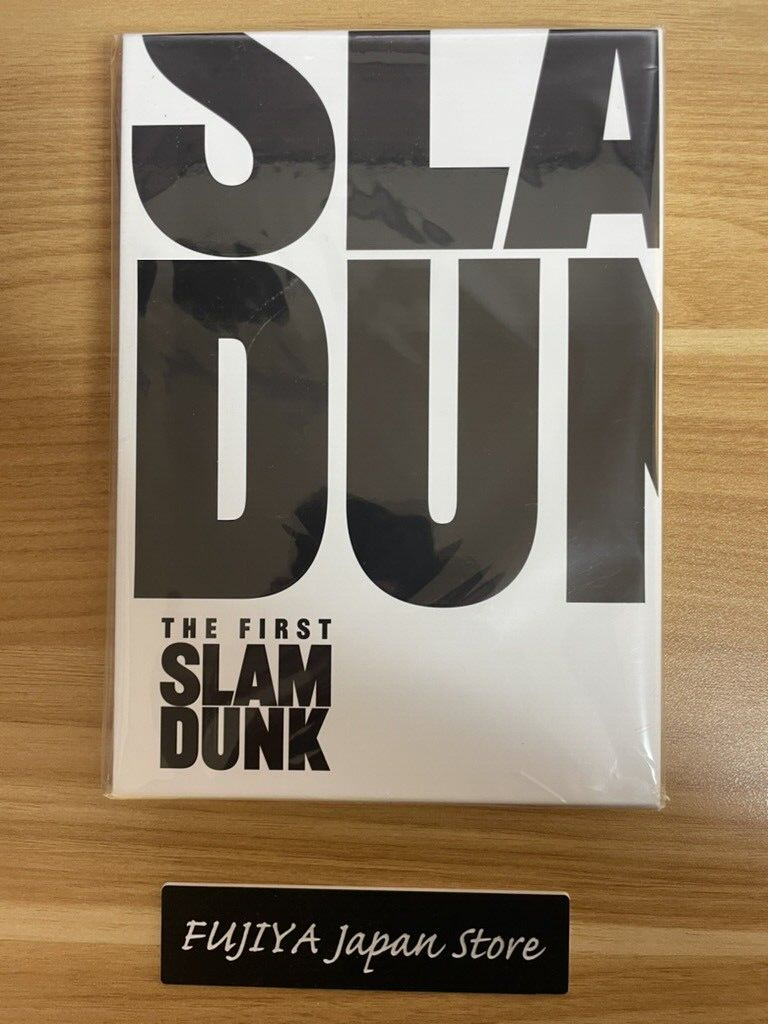 SLA
DUN
THE FIRST
SLAM
DUNK
FUJIYA Japan Store